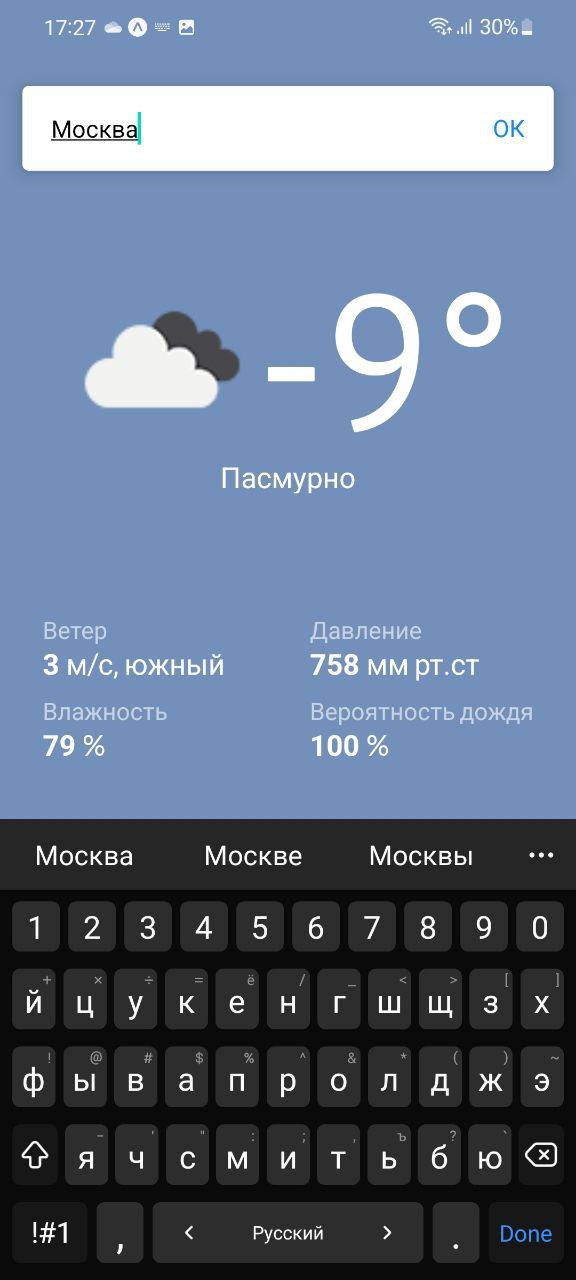 17:27 30%
Москва OK
-9°
Пасмурно
Ветер Давление
3 м/с, южный 758 мм рт.ст
Влажность Вероятность дождя
79 % 100 %
Москва Москве Москвы •••
1 2 3 4 5 6 7 8 9 0
+ × ÷ = ё / _ < > [ ]
й ц у к е н г ш щ з х
! @ # $ % ^ & * ( ) ~
ф ы в а п р о л д ж э
- ' " : ; , ъ ? `
я ч с м и т ь б ю
!#1 , < Русский > . Done